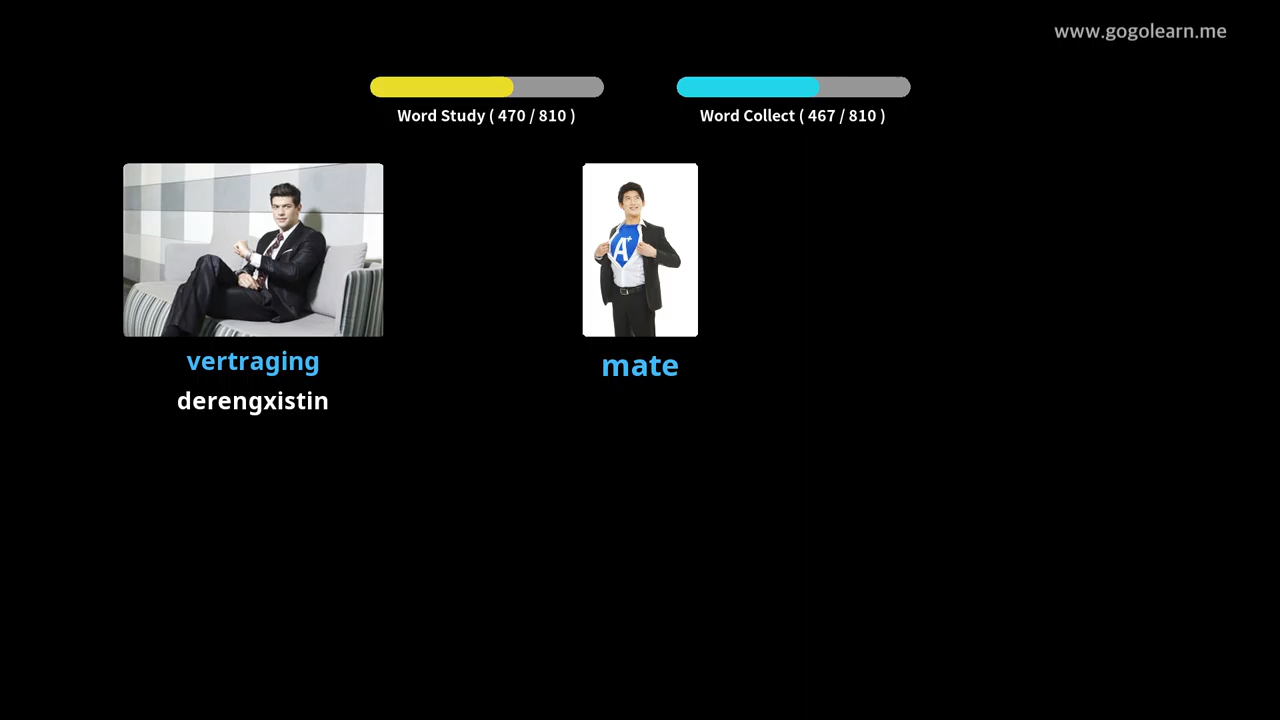 www.gogolearn.me
Word Study ( 470 / 810 )
Word Collect ( 467 / 810 )
A+
vertraging
mate
derengxistin